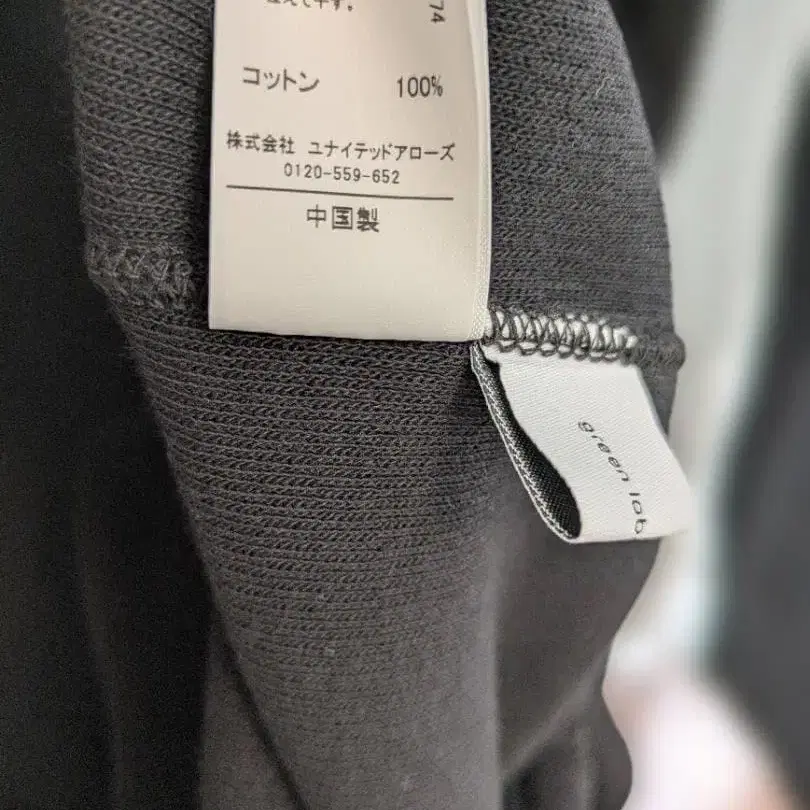 74
コットン 100%
株式会社 ユナイテッドアローズ
0120-559-652
中国製
green lab